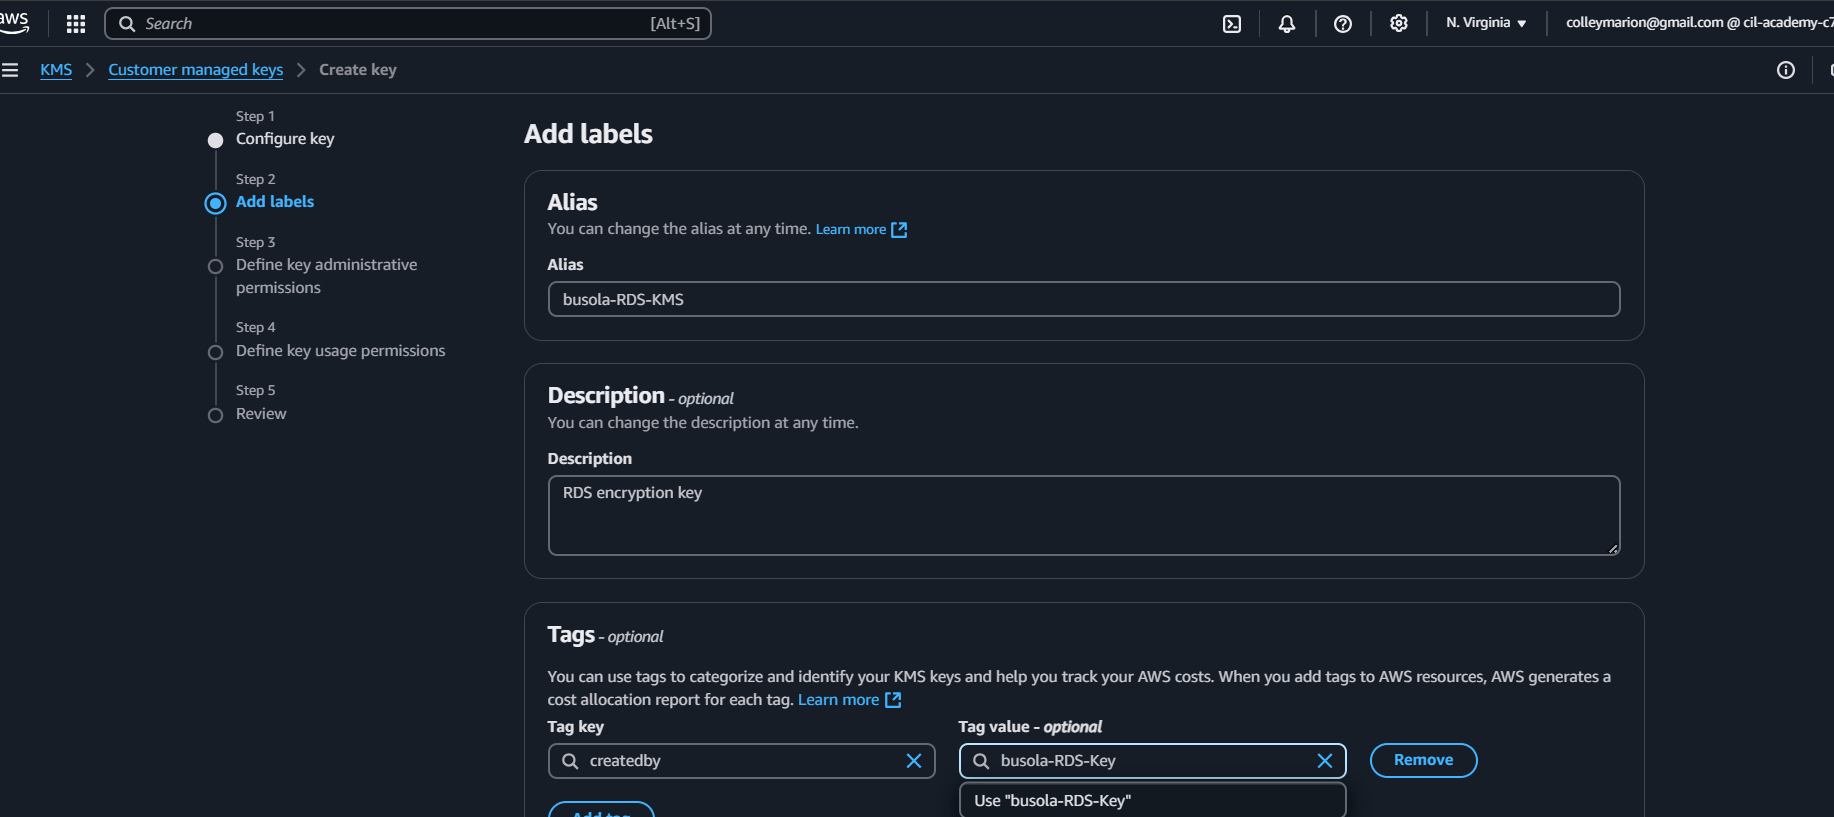 aws
Search
[Alt+S]
N. Virginia
colleymarion@gmail.com @ cil-academy-c7
KMS
Customer managed keys
Create key
Step 1
Configure key
Step 2
Add labels
Step 3
Define key administrative
permissions
Step 4
Define key usage permissions
Step 5
Review
Add labels
Alias
You can change the alias at any time. Learn more
Alias
busola-RDS-KMS
Description - optional
You can change the description at any time.
Description
RDS encryption key
Tags - optional
You can use tags to categorize and identify your KMS keys and help you track your AWS costs. When you add tags to AWS resources, AWS generates a
cost allocation report for each tag. Learn more
Tag key
Tag value - optional
createdby
busola-RDS-Key
Remove
Use "busola-RDS-Key"
Add tag